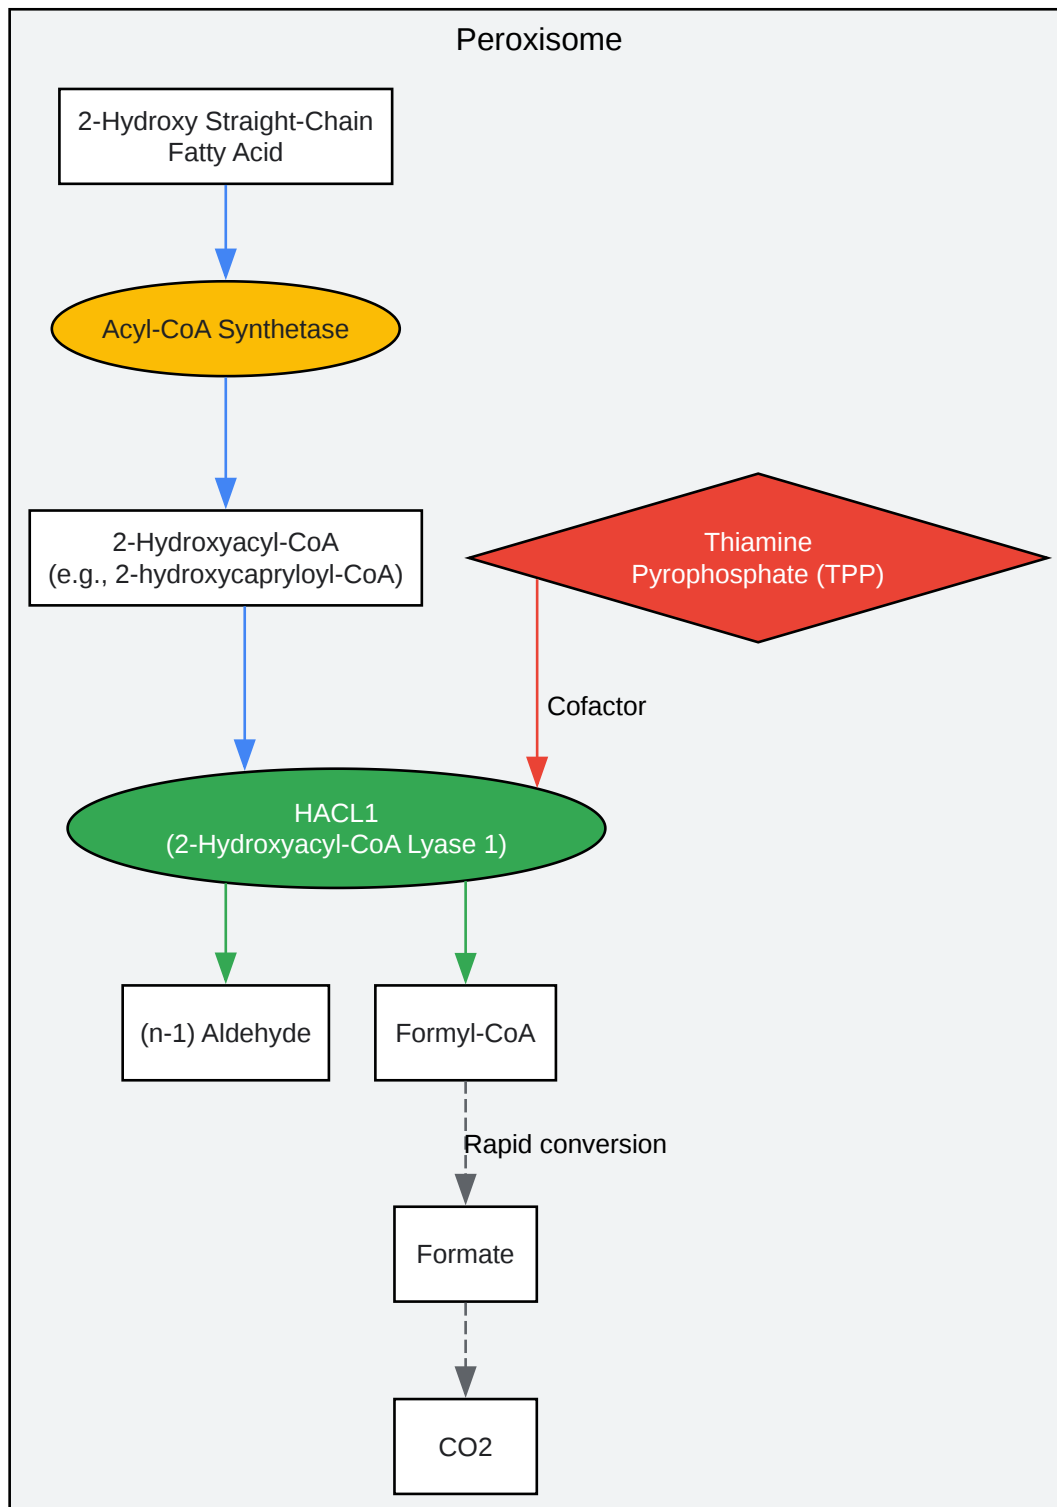 Peroxisome
2-Hydroxy Straight-Chain
Fatty Acid
Acyl-CoA Synthetase
2-Hydroxyacyl-CoA
(e.g., 2-hydroxycapryloyl-CoA)
Thiamine
Pyrophosphate (TPP)
Cofactor
HACL1
(2-Hydroxyacyl-CoA Lyase 1)
(n-1) Aldehyde
Formyl-CoA
Rapid conversion
Formate
CO2